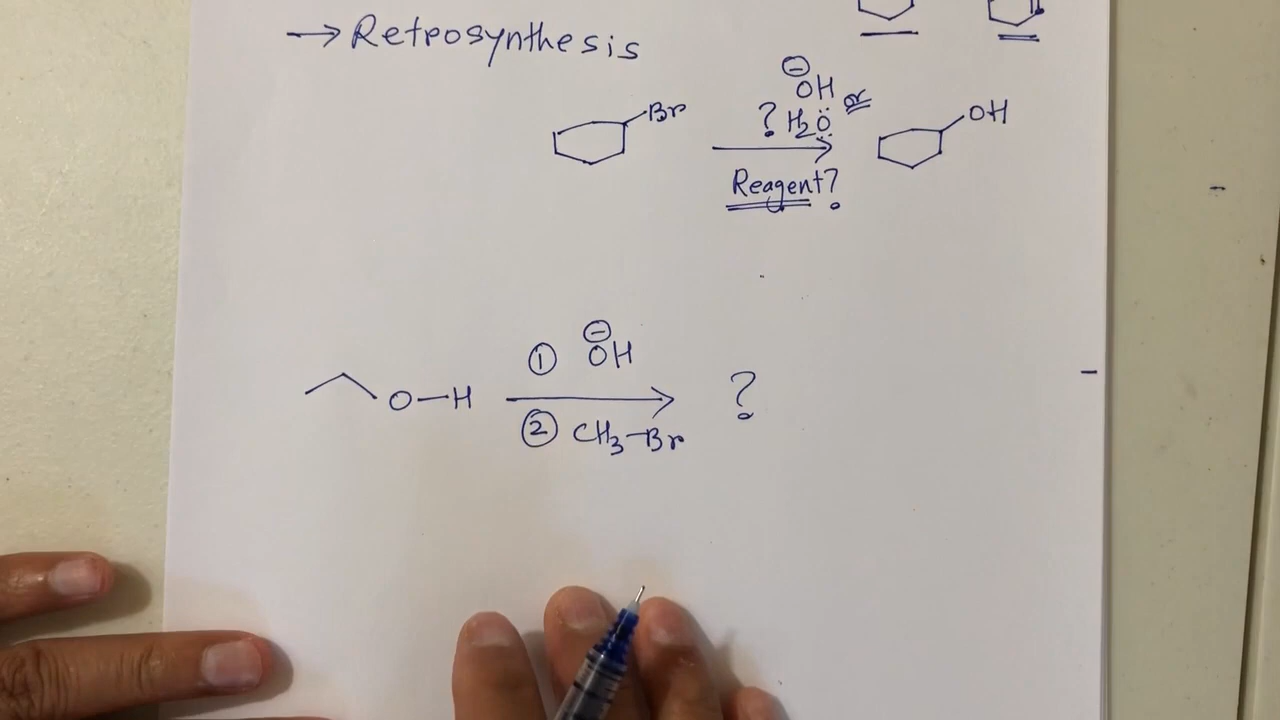 → Retrosynthesis
Br
⊖
OH or
? H₂Ö
Reagent?
OH
① ⊖OH
O—H
?
② CH₃—Br